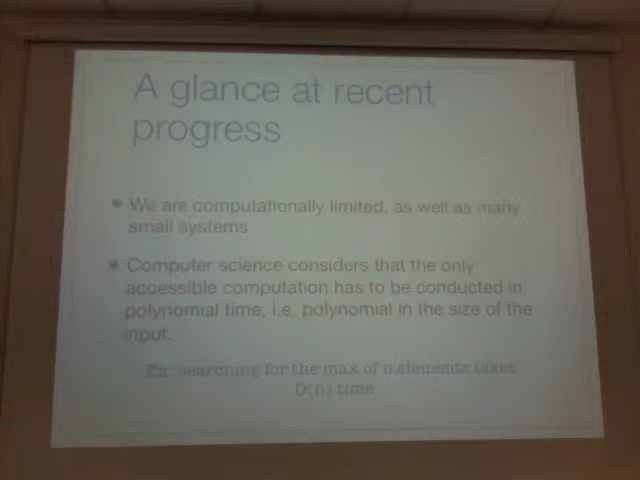 A glance at recent
progress
We are computationally limited, as well as many
small systems
Computer science considers that the only
accessible computation has to be conducted in
polynomial time, i.e. polynomial in the size of the
input.
Ex: searching for the max of n elements takes
O(n) time